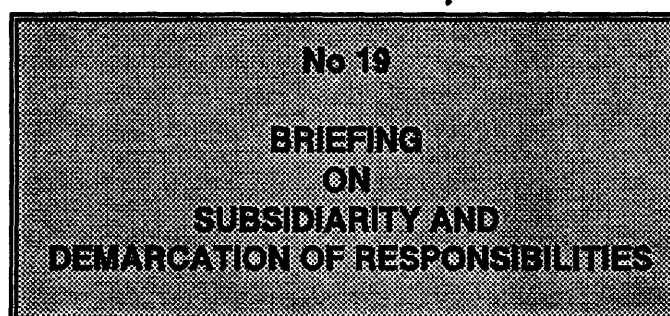 No 19
BRIEFING
ON
SUBSIDIARITY AND
DEMARCATION OF RESPONSIBILITIES